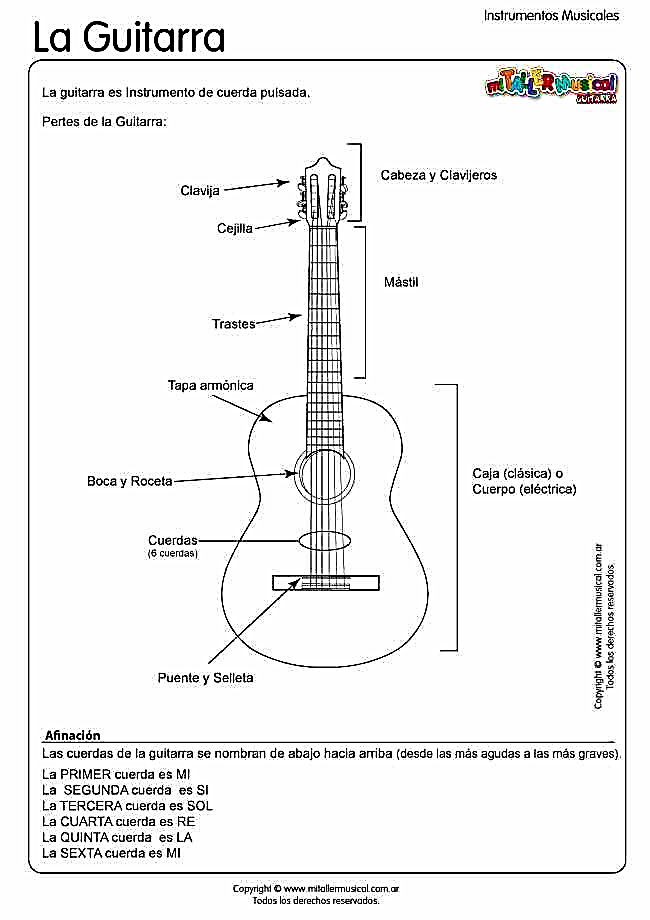 Instrumentos Musicales
La Guitarra
mi TALLER Musical
GUITARRA
La guitarra es Instrumento de cuerda pulsada.
Pertes de la Guitarra:
Cabeza y Clavijeros
Clavija
Cejilla
Mástil
Trastes
Tapa armónica
Boca y Roceta
Caja (clásica) o
Cuerpo (eléctrica)
Cuerdas
(6 cuerdas)
Puente y Selleta
Copyright © www.mitallermusical.com.ar
Todos los derechos reservados.
Afinación
Las cuerdas de la guitarra se nombran de abajo hacia arriba (desde las más agudas a las más graves).
La PRIMER cuerda es MI
La SEGUNDA cuerda es SI
La TERCERA cuerda es SOL
La CUARTA cuerda es RE
La QUINTA cuerda es LA
La SEXTA cuerda es MI
Copyright © www.mitallermusical.com.ar
Todos los derechos reservados.